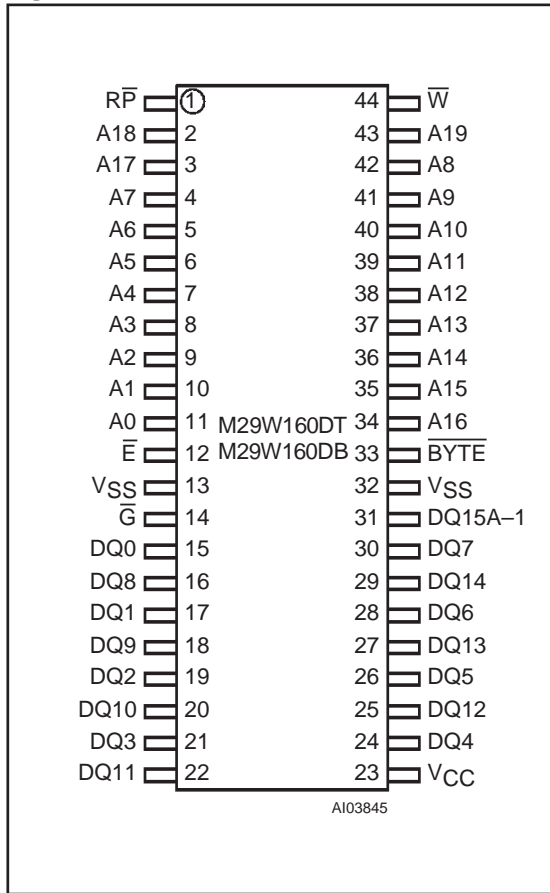 RP̅ 1 44 W̅
A18 2 43 A19
A17 3 42 A8
A7 4 41 A9
A6 5 40 A10
A5 6 39 A11
A4 7 38 A12
A3 8 37 A13
A2 9 36 A14
A1 10 35 A15
A0 11 M29W160DT 34 A16
E̅ 12 M29W160DB 33 B̅Y̅T̅E̅
VSS 13 32 VSS
G̅ 14 31 DQ15A–1
DQ0 15 30 DQ7
DQ8 16 29 DQ14
DQ1 17 28 DQ6
DQ9 18 27 DQ13
DQ2 19 26 DQ5
DQ10 20 25 DQ12
DQ3 21 24 DQ4
DQ11 22 23 VCC
AI03845